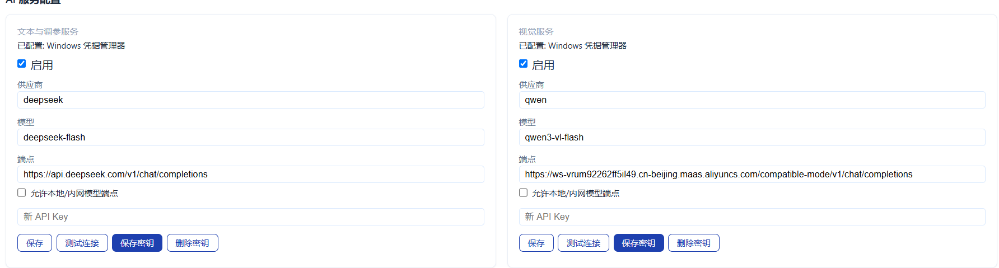 AI 服务配置
文本与调参服务
已配置: Windows 凭据管理器
启用
供应商
deepseek
模型
deepseek-flash
端点
https://api.deepseek.com/v1/chat/completions
允许本地/内网模型端点
新 API Key
保存 测试连接 保存密钥 删除密钥
视觉服务
已配置: Windows 凭据管理器
启用
供应商
qwen
模型
qwen3-vl-flash
端点
https://ws-vrum92262ff5il49.cn-beijing.maas.aliyuncs.com/compatible-mode/v1/chat/completions
允许本地/内网模型端点
新 API Key
保存 测试连接 保存密钥 删除密钥